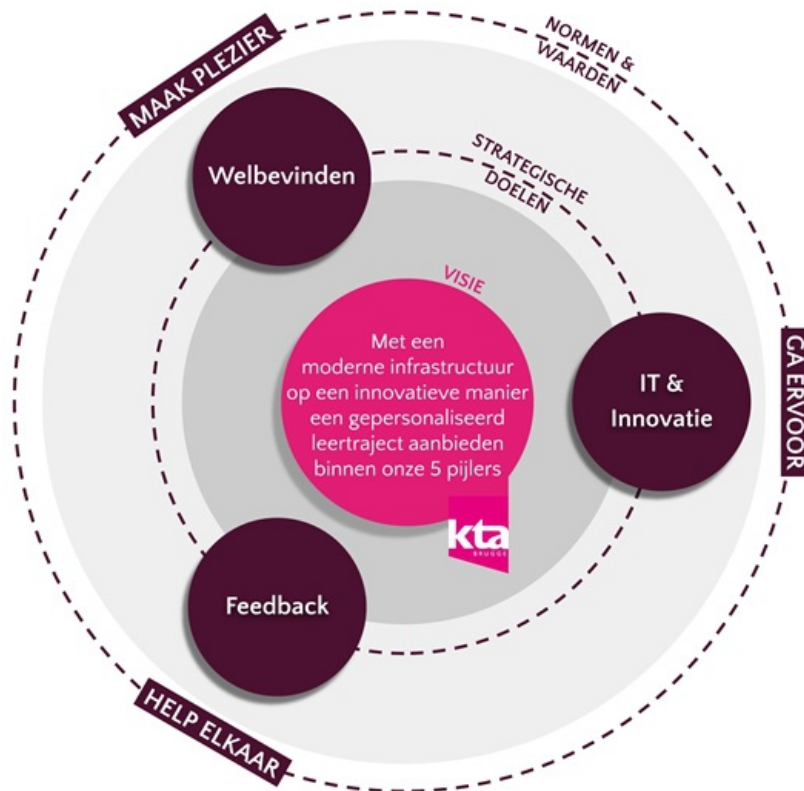 NORMEN &
WAARDEN
MAAK PLEZIER
STRATEGISCHE
DOELEN
Welbevinden
VISIE
Met een
moderne infrastructuur
op een innovatieve manier
een gepersonaliseerd
leertraject aanbieden
binnen onze 5 pijlers
IT &
Innovatie
GA ERVOOR
kta
BRUGGE
Feedback
HELP ELKAAR